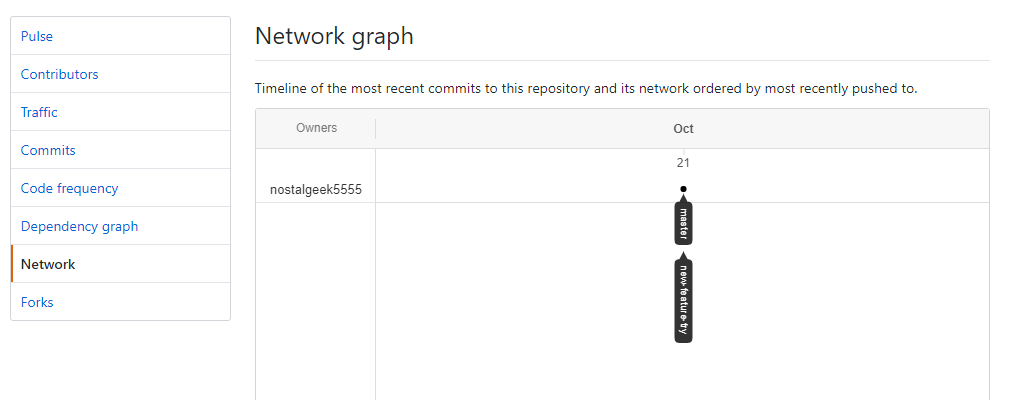 Pulse
Contributors
Traffic
Commits
Code frequency
Dependency graph
Network
Forks
Network graph
Timeline of the most recent commits to this repository and its network ordered by most recently pushed to.
Owners
Oct
21
nostalgeek5555
master
new-feature-try